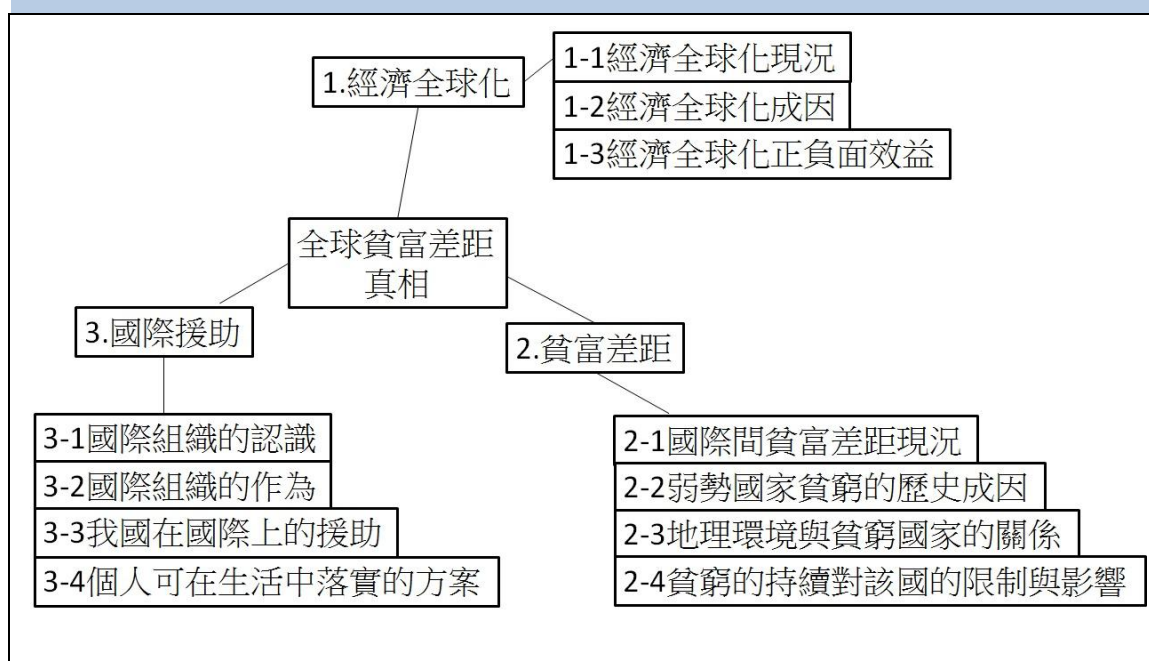 1.經濟全球化
1-1經濟全球化現況
1-2經濟全球化成因
1-3經濟全球化正負面效益
全球貧富差距
真相
3.國際援助
2.貧富差距
3-1國際組織的認識
3-2國際組織的作為
3-3我國在國際上的援助
3-4個人可在生活中落實的方案
2-1國際間貧富差距現況
2-2弱勢國家貧窮的歷史成因
2-3地理環境與貧窮國家的關係
2-4貧窮的持續對該國的限制與影響